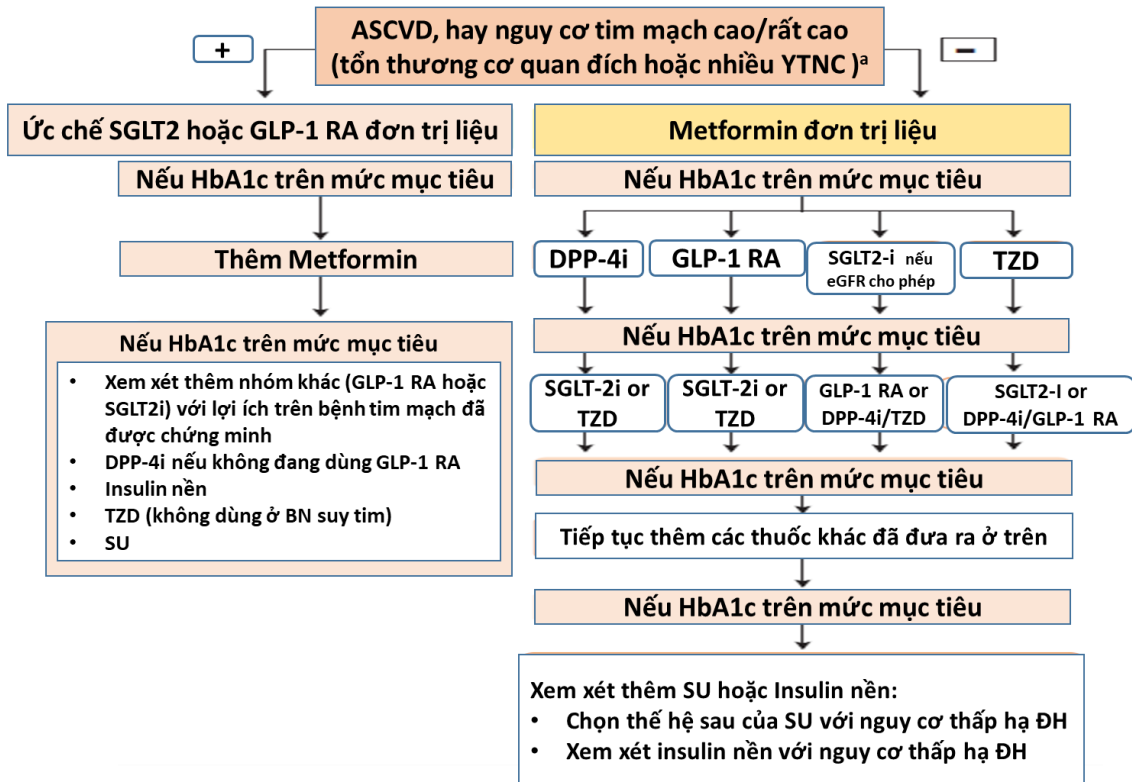 ASCVD, hay nguy cơ tim mạch cao/rất cao
(tổn thương cơ quan đích hoặc nhiều YTNC )ᵃ
+
−
Ức chế SGLT2 hoặc GLP-1 RA đơn trị liệu
Nếu HbA1c trên mức mục tiêu
Thêm Metformin
Nếu HbA1c trên mức mục tiêu
• Xem xét thêm nhóm khác (GLP-1 RA hoặc
SGLT2i) với lợi ích trên bệnh tim mạch đã
được chứng minh
• DPP-4i nếu không đang dùng GLP-1 RA
• Insulin nền
• TZD (không dùng ở BN suy tim)
• SU
Metformin đơn trị liệu
Nếu HbA1c trên mức mục tiêu
DPP-4i
GLP-1 RA
SGLT2-i nếu
eGFR cho phép
TZD
Nếu HbA1c trên mức mục tiêu
SGLT-2i or
TZD
SGLT-2i or
TZD
GLP-1 RA or
DPP-4i/TZD
SGLT2-I or
DPP-4i/GLP-1 RA
Nếu HbA1c trên mức mục tiêu
Tiếp tục thêm các thuốc khác đã đưa ra ở trên
Nếu HbA1c trên mức mục tiêu
Xem xét thêm SU hoặc Insulin nền:
• Chọn thế hệ sau của SU với nguy cơ thấp hạ ĐH
• Xem xét insulin nền với nguy cơ thấp hạ ĐH